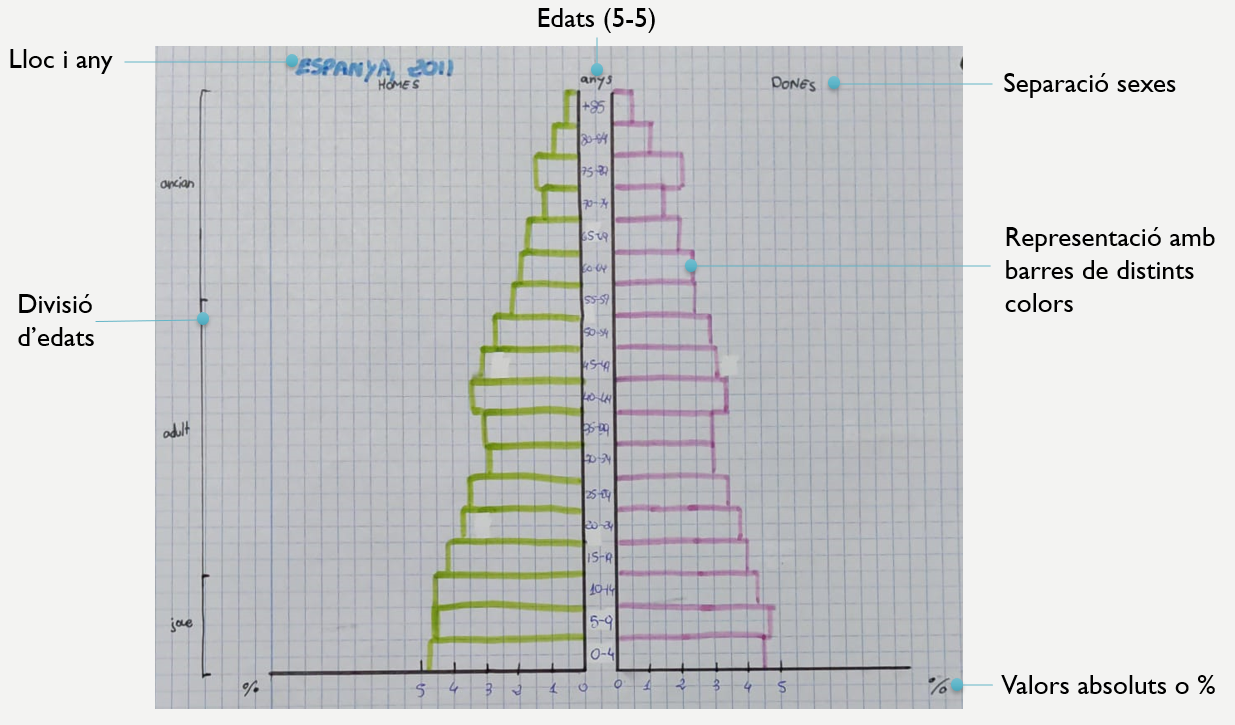 Edats (5-5)
Lloc i any
ESPANYA, 2011
HOMES
anys
DONES
Separació sexes
+85
80-84
75-79
70-74
65-69
60-64
55-59
50-54
45-49
40-44
35-39
30-34
25-29
20-24
15-19
10-14
5-9
0-4
ancian
adult
jove
Divisió
d'edats
Representació amb
barres de distints
colors
% 5 4 3 2 1 0 0 1 2 3 4 5 %
Valors absoluts o %